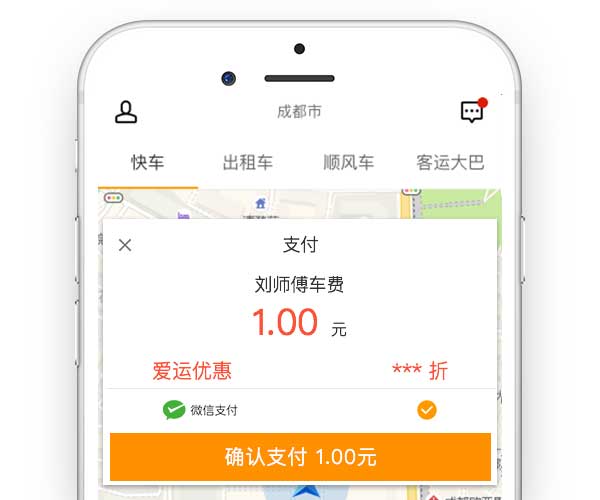 成都市
快车 出租车 顺风车 客运大巴
支付
刘师傅车费
1.00 元
爱运优惠 *** 折
微信支付
确认支付 1.00元